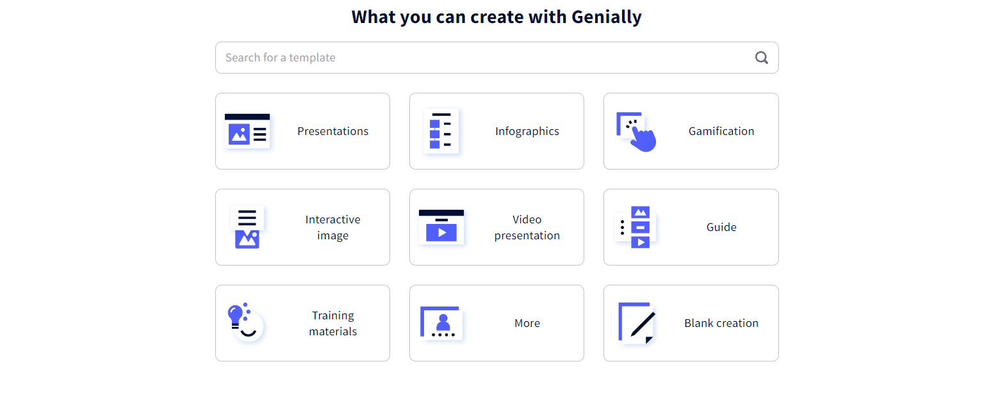 What you can create with Genially
Search for a template
Presentations
Infographics
Gamification
Interactive
image
Video
presentation
Guide
Training
materials
More
Blank creation